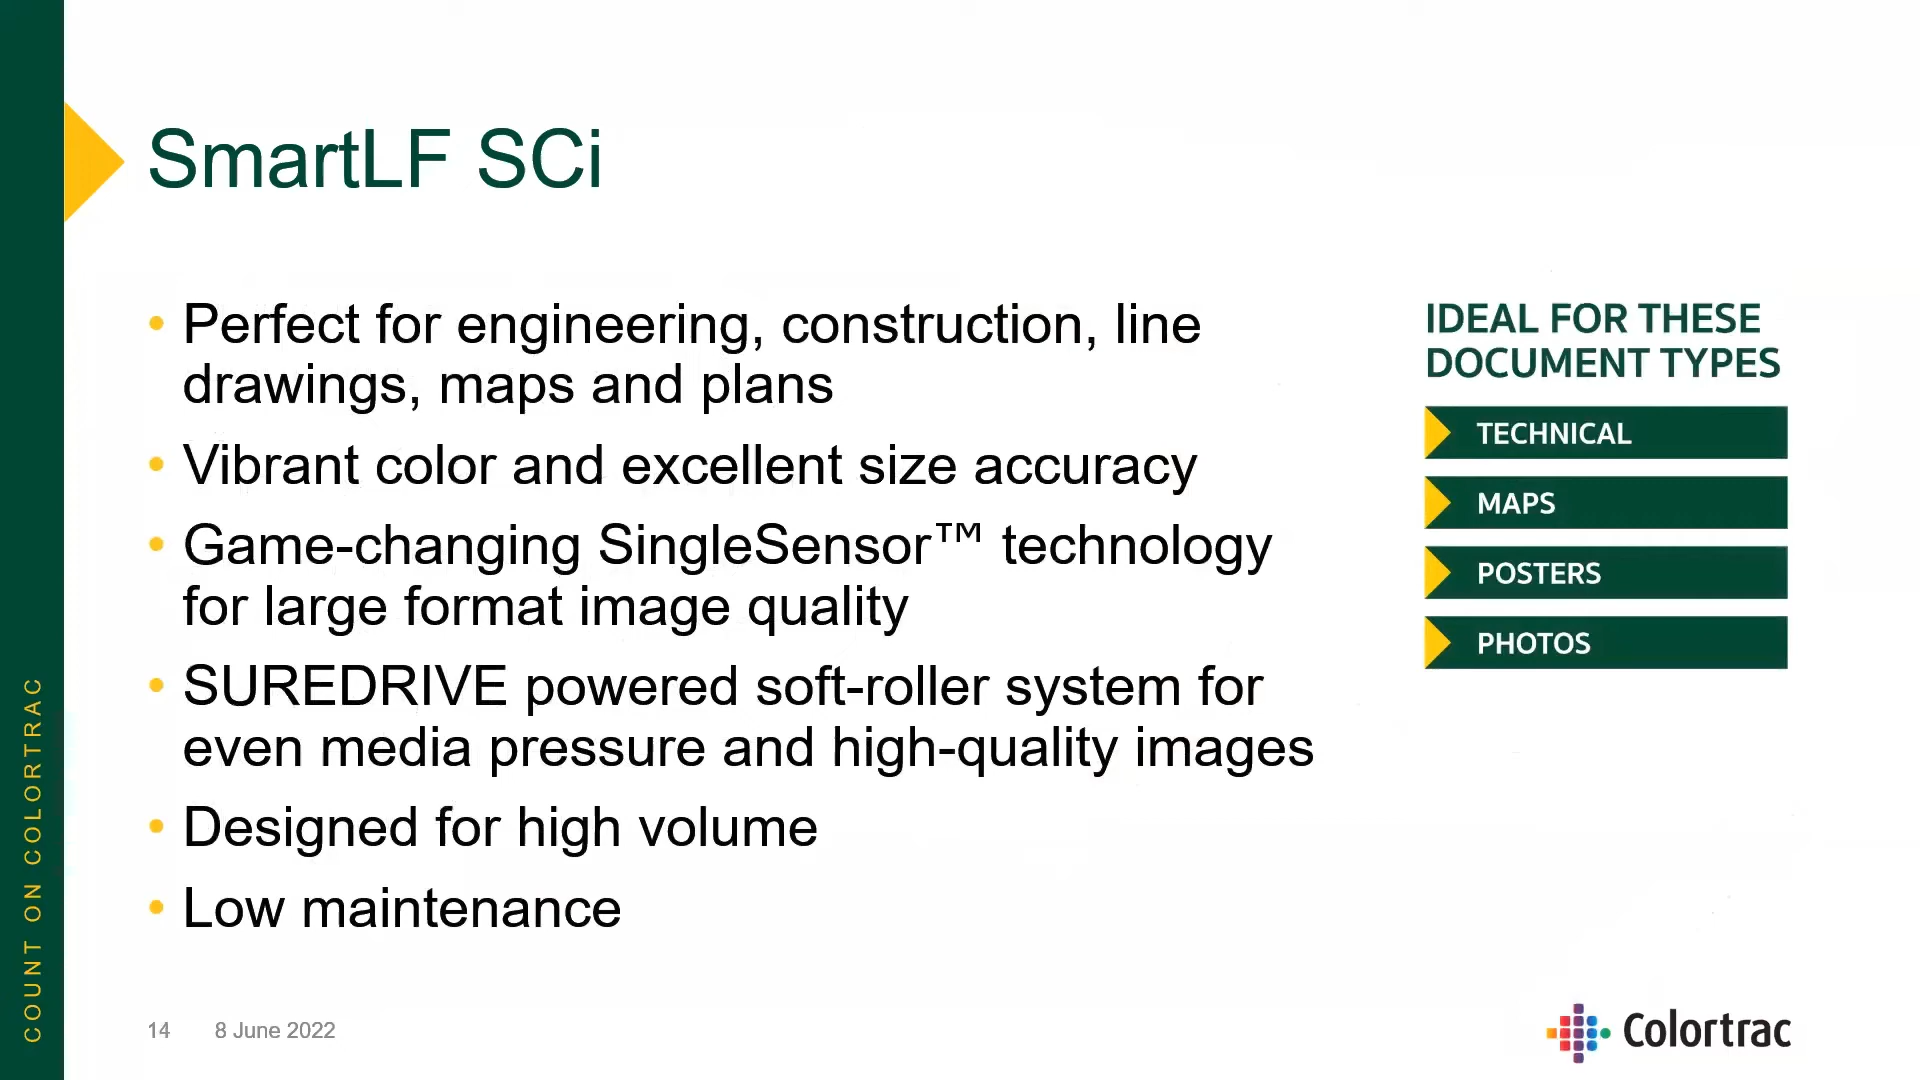 SmartLF SCi
• Perfect for engineering, construction, line
drawings, maps and plans
• Vibrant color and excellent size accuracy
• Game-changing SingleSensor™ technology
for large format image quality
• SUREDRIVE powered soft-roller system for
even media pressure and high-quality images
• Designed for high volume
• Low maintenance
IDEAL FOR THESE
DOCUMENT TYPES
TECHNICAL
MAPS
POSTERS
PHOTOS
COUNT ON COLORTRAC
14 8 June 2022
Colortrac